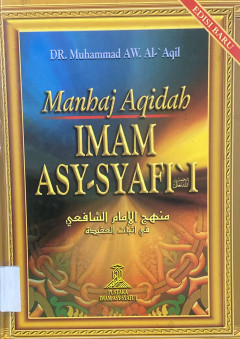 EDISI BARU
DR. Muhammad AW. Al-`Aqil
Manhaj Aqidah
IMAM
ASY-SYAFI`I
منهج الإمام الشافعي
في إثبات العقيدة
PUSTAKA
IMAM ASY-SYAFI`I